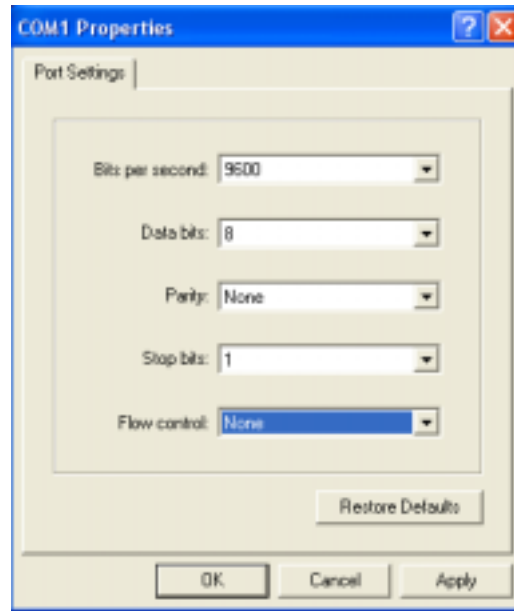 COM1 Properties
Port Settings
Bits per second: 9600
Data bits: 8
Parity: None
Stop bits: 1
Flow control: None
Restore Defaults
OK Cancel Apply